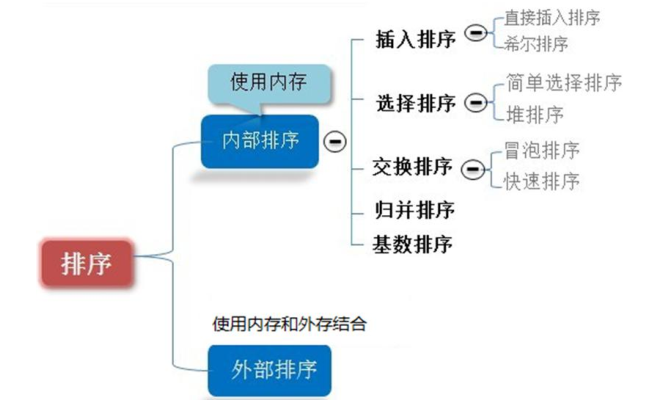 排序
使用内存
内部排序
插入排序
直接插入排序
希尔排序
选择排序
简单选择排序
堆排序
交换排序
冒泡排序
快速排序
归并排序
基数排序
使用内存和外存结合
外部排序